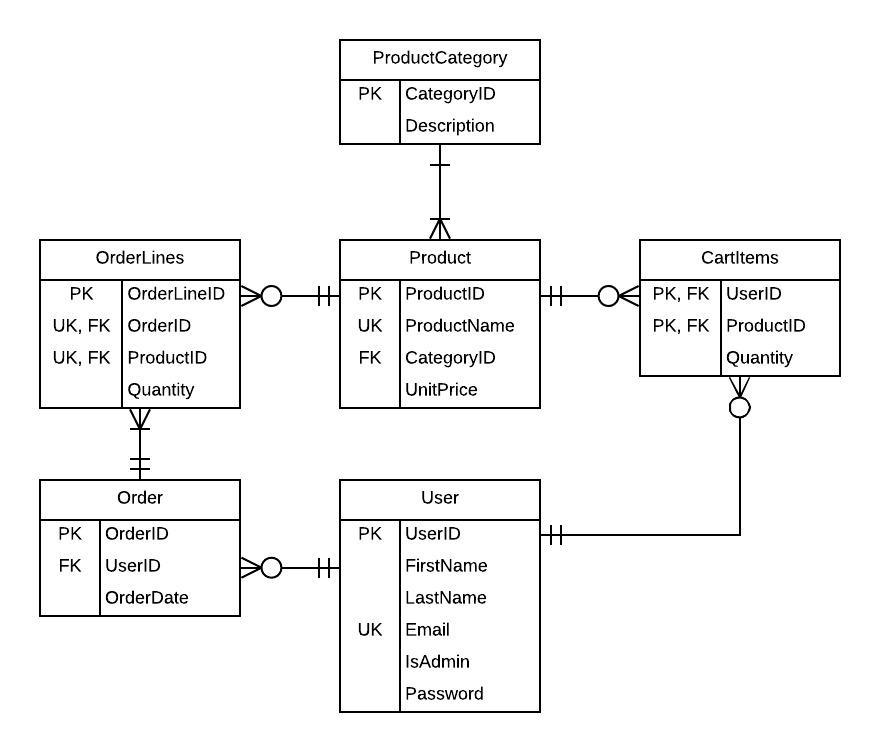 ProductCategory
PK CategoryID
Description
OrderLines
PK OrderLineID
UK, FK OrderID
UK, FK ProductID
Quantity
Product
PK ProductID
UK ProductName
FK CategoryID
UnitPrice
CartItems
PK, FK UserID
PK, FK ProductID
Quantity
Order
PK OrderID
FK UserID
OrderDate
User
PK UserID
FirstName
LastName
UK Email
IsAdmin
Password